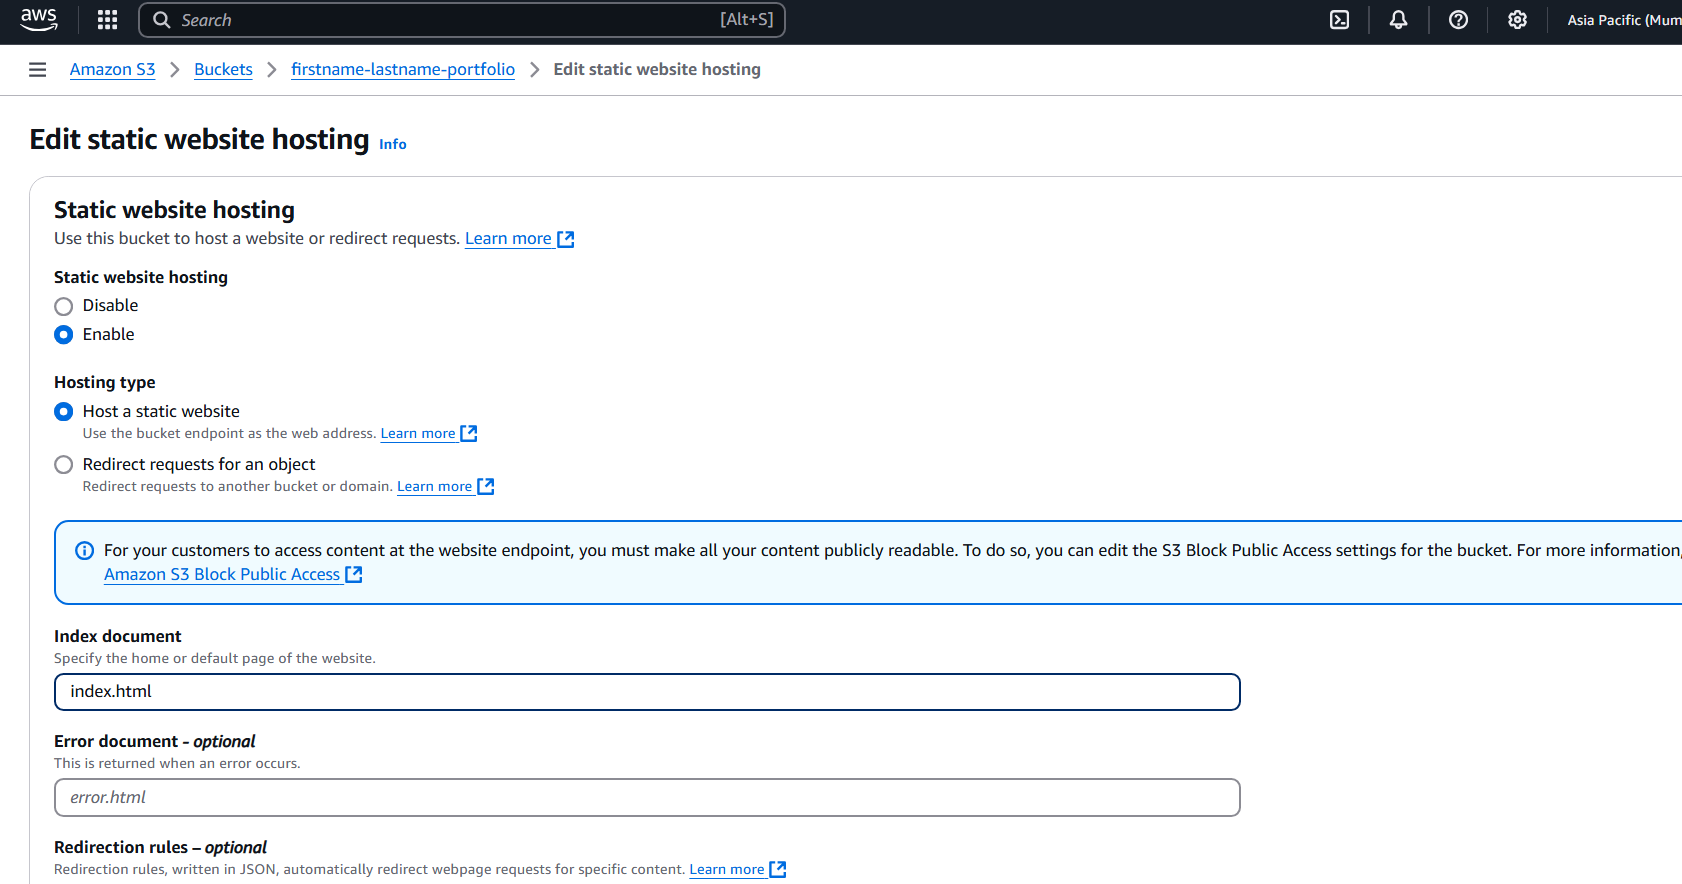 aws Search [Alt+S] Asia Pacific (Mum
Amazon S3 > Buckets > firstname-lastname-portfolio > Edit static website hosting
Edit static website hosting Info
Static website hosting
Use this bucket to host a website or redirect requests. Learn more
Static website hosting
Disable
Enable
Hosting type
Host a static website
Use the bucket endpoint as the web address. Learn more
Redirect requests for an object
Redirect requests to another bucket or domain. Learn more
For your customers to access content at the website endpoint, you must make all your content publicly readable. To do so, you can edit the S3 Block Public Access settings for the bucket. For more information,
Amazon S3 Block Public Access
Index document
Specify the home or default page of the website.
index.html
Error document - optional
This is returned when an error occurs.
error.html
Redirection rules – optional
Redirection rules, written in JSON, automatically redirect webpage requests for specific content. Learn more